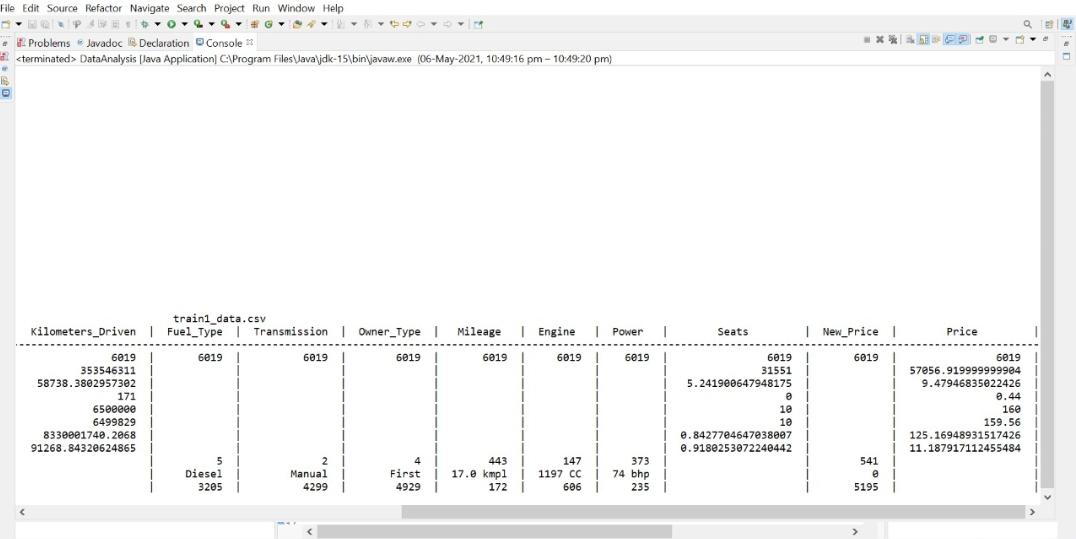 File Edit Source Refactor Navigate Search Project Run Window Help
Problems Javadoc Declaration Console
<terminated> DataAnalysis [Java Application] C:\Program Files\Java\jdk-15\bin\javaw.exe (06-May-2021, 10:49:16 pm – 10:49:20 pm)
train1_data.csv
Kilometers_Driven | Fuel_Type | Transmission | Owner_Type | Mileage | Engine | Power | Seats | New_Price | Price |
6019 | 6019 | 6019 | 6019 | 6019 | 6019 | 6019 | 6019 | 6019 | 6019 |
353546311 | | | | | | | 31551 | | 57056.919999999904 |
58738.3802957302 | | | | | | | 5.241900647948175 | | 9.47946835022426 |
171 | | | | | | | 0 | | 0.44 |
6500000 | | | | | | | 10 | | 160 |
6499829 | | | | | | | 10 | | 159.56 |
8330001740.2068 | | | | | | | 0.8427704647038007 | | 125.16948931517426 |
91268.84320624865 | | | | | | | 0.9180253072240442 | | 11.187917112455484 |
| 5 | 2 | 4 | 443 | 147 | 373 | | 541 | |
| Diesel | Manual | First | 17.0 kmpl | 1197 CC | 74 bhp | | 0 | |
| 3205 | 4299 | 4929 | 172 | 606 | 235 | | 5195 | |